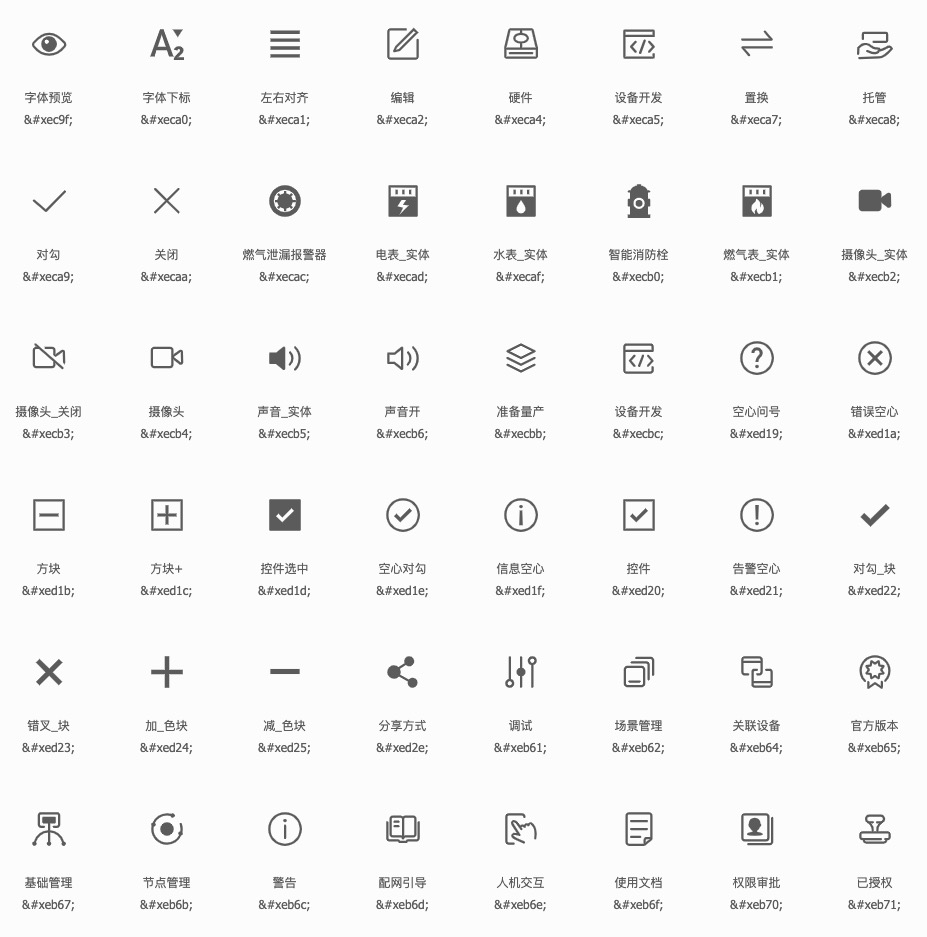 字体预览 字体下标 左右对齐 编辑 硬件 设备开发 置换 托管
&#xec9f; &#xeca0; &#xeca1; &#xeca2; &#xeca4; &#xeca5; &#xeca7; &#xeca8;
对勾 关闭 燃气泄漏报警器 电表_实体 水表_实体 智能消防栓 燃气表_实体 摄像头_实体
&#xeca9; &#xecaa; &#xecac; &#xecad; &#xecaf; &#xecb0; &#xecb1; &#xecb2;
摄像头_关闭 摄像头 声音_实体 声音开 准备量产 设备开发 空心问号 错误空心
&#xecb3; &#xecb4; &#xecb5; &#xecb6; &#xecbb; &#xecbc; &#xed19; &#xed1a;
方块 方块+ 控件选中 空心对勾 信息空心 控件 告警空心 对勾_块
&#xed1b; &#xed1c; &#xed1d; &#xed1e; &#xed1f; &#xed20; &#xed21; &#xed22;
错叉_块 加_色块 减_色块 分享方式 调试 场景管理 关联设备 官方版本
&#xed23; &#xed24; &#xed25; &#xed2e; &#xeb61; &#xeb62; &#xeb64; &#xeb65;
基础管理 节点管理 警告 配网引导 人机交互 使用文档 权限审批 已授权
&#xeb67; &#xeb6b; &#xeb6c; &#xeb6d; &#xeb6e; &#xeb6f; &#xeb70; &#xeb71;